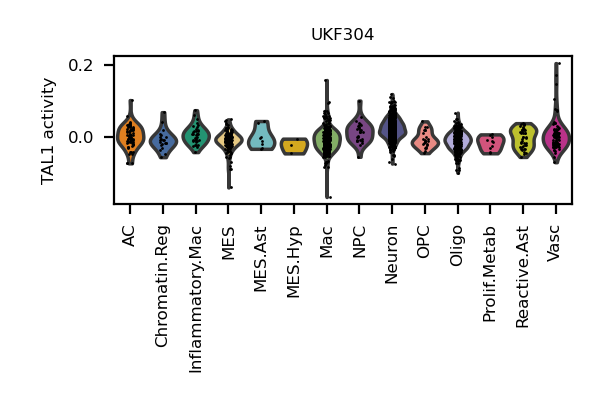 UKF304
TAL1 activity
0.2
0.0
AC
Chromatin.Reg
Inflammatory.Mac
MES
MES.Ast
MES.Hyp
Mac
NPC
Neuron
OPC
Oligo
Prolif.Metab
Reactive.Ast
Vasc